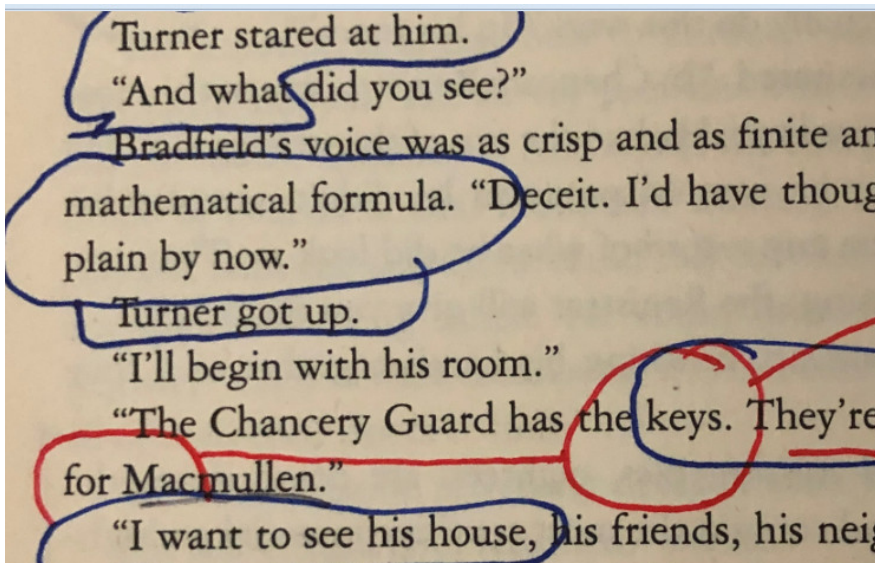 Turner stared at him.
“And what did you see?”
Bradfield’s voice was as crisp and as finite an
mathematical formula. “Deceit. I’d have thoug
plain by now.”
Turner got up.
“I’ll begin with his room.”
“The Chancery Guard has the keys. They’re
for Macmullen.”
“I want to see his house, his friends, his neig